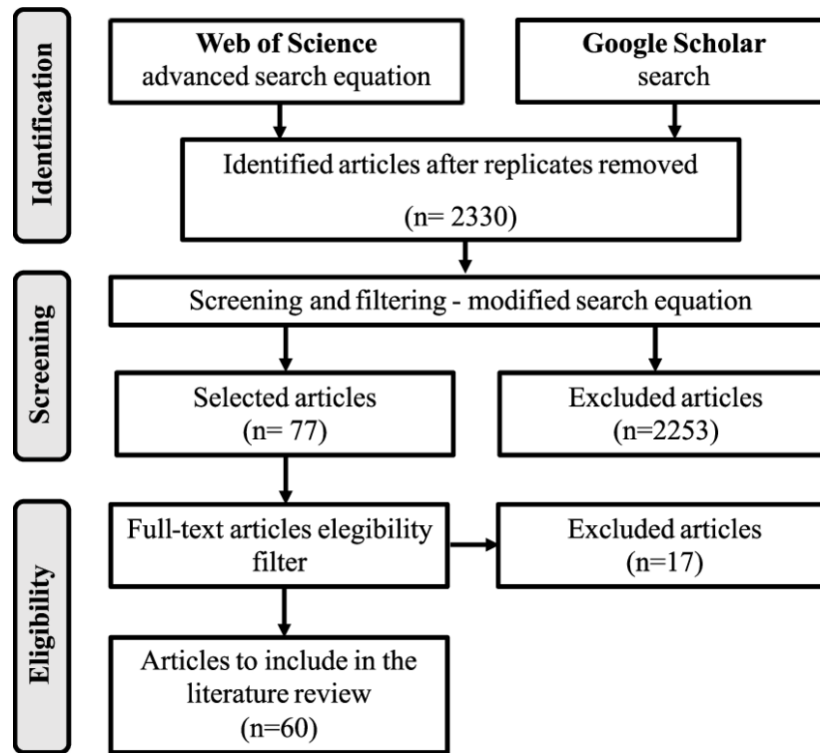 Identification
Web of Science
advanced search equation
Google Scholar
search
Identified articles after replicates removed
(n= 2330)
Screening
Screening and filtering - modified search equation
Selected articles
(n= 77)
Excluded articles
(n=2253)
Eligibility
Full-text articles elegibility
filter
Excluded articles
(n=17)
Articles to include in the
literature review
(n=60)